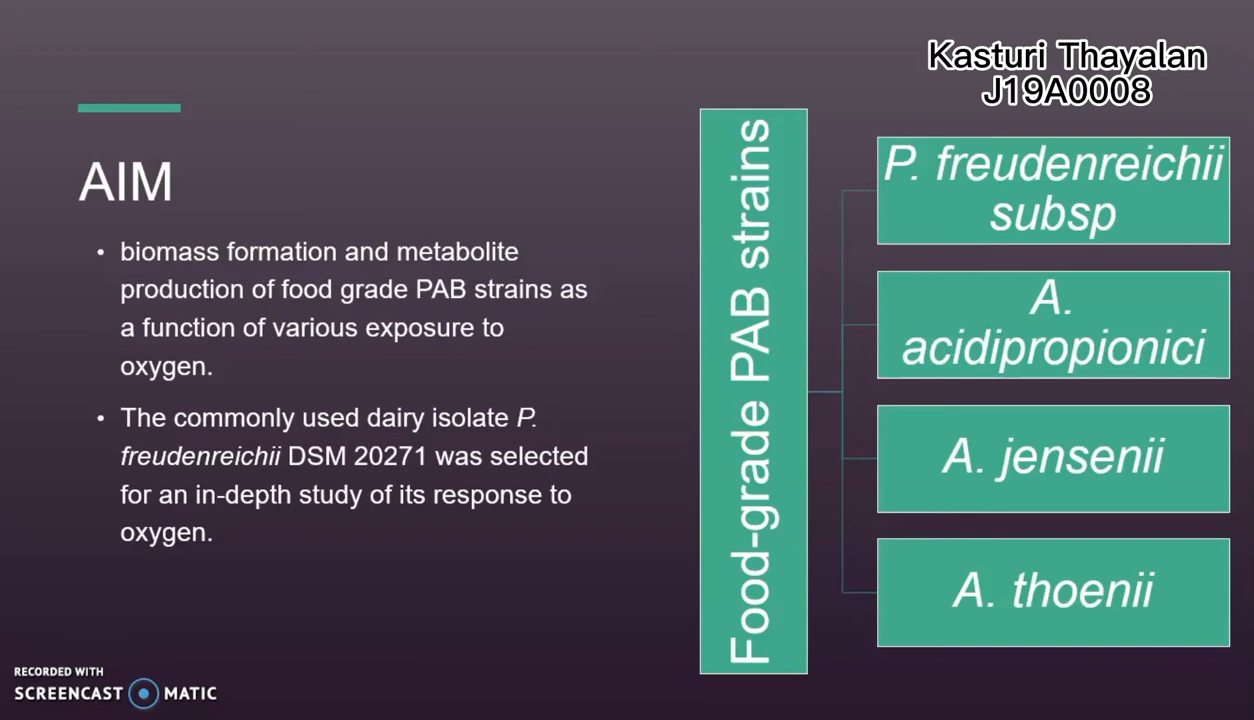 Kasturi Thayalan
J19A0008
AIM
• biomass formation and metabolite
production of food grade PAB strains as
a function of various exposure to
oxygen.
• The commonly used dairy isolate P.
freudenreichii DSM 20271 was selected
for an in-depth study of its response to
oxygen.
Food-grade PAB strains
P. freudenreichii
subsp
A.
acidipropionici
A. jensenii
A. thoenii
RECORDED WITH
SCREENCAST MATIC